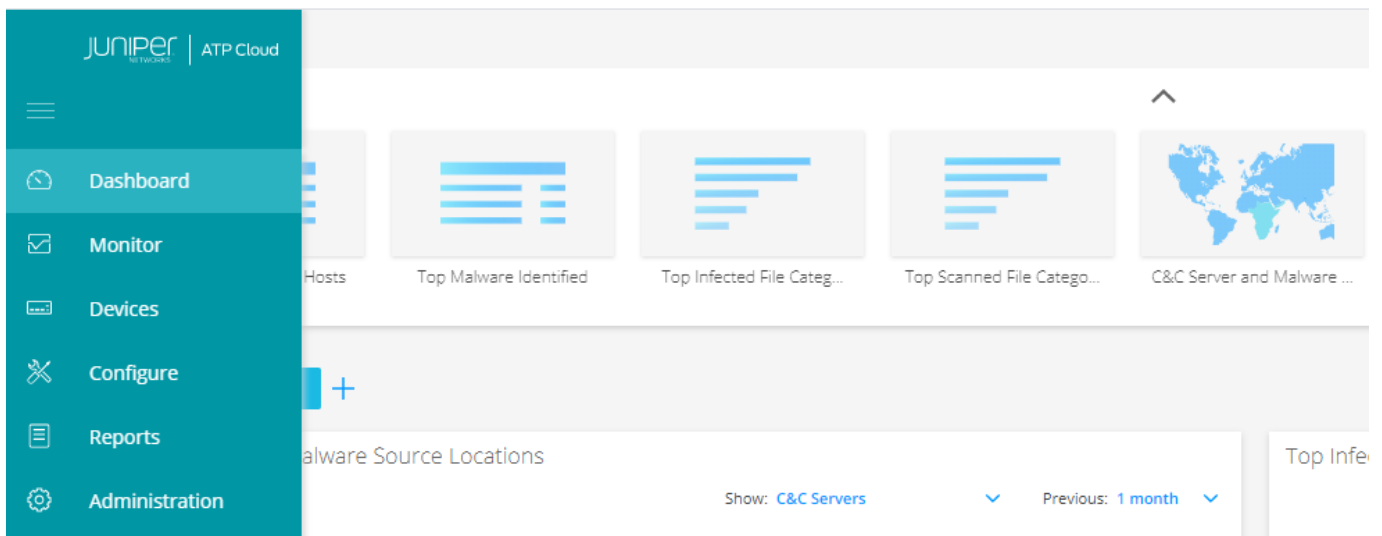 JUNIPER NETWORKS | ATP Cloud
Dashboard
Monitor
Devices
Configure
Reports
Administration
Hosts
Top Malware Identified
Top Infected File Categ...
Top Scanned File Catego...
C&C Server and Malware ...
+
alware Source Locations
Show: C&C Servers
Previous: 1 month
Top Infe